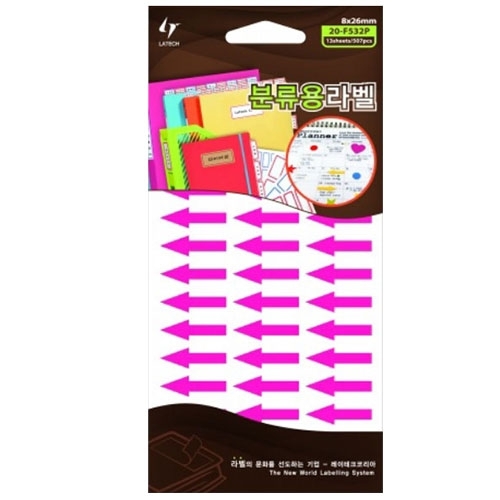 LATECH
8x26mm
20-F532P
13sheets/507pcs
분류용라벨
Planner
라벨의 문화를 선도하는 기업 - 레이테크코리아
The New World Labelling System